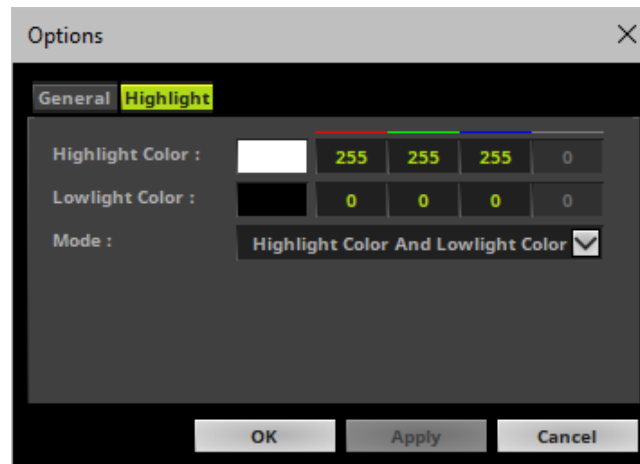 Options
General Highlight
Highlight Color : 255 255 255 0
Lowlight Color : 0 0 0 0
Mode : Highlight Color And Lowlight Color
OK Apply Cancel